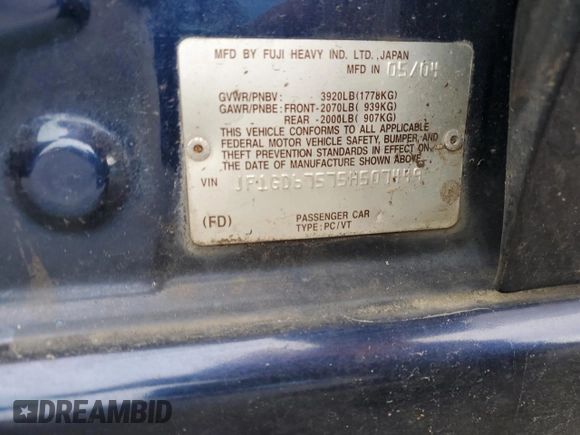 MFD BY FUJI HEAVY IND. LTD.,JAPAN
MFD IN 05/04
GVWR/PNBV: 3920LB(1778KG)
GAWR/PNBE: FRONT-2070LB( 939KG)
REAR -2000LB( 907KG)
THIS VEHICLE CONFORMS TO ALL APPLICABLE
FEDERAL MOTOR VEHICLE SAFETY, BUMPER, AND
THEFT PREVENTION STANDARDS IN EFFECT ON
THE DATE OF MANUFACTURE SHOWN ABOVE.
VIN
(FD)
PASSENGER CAR
TYPE:PC/VT
DREAMBID